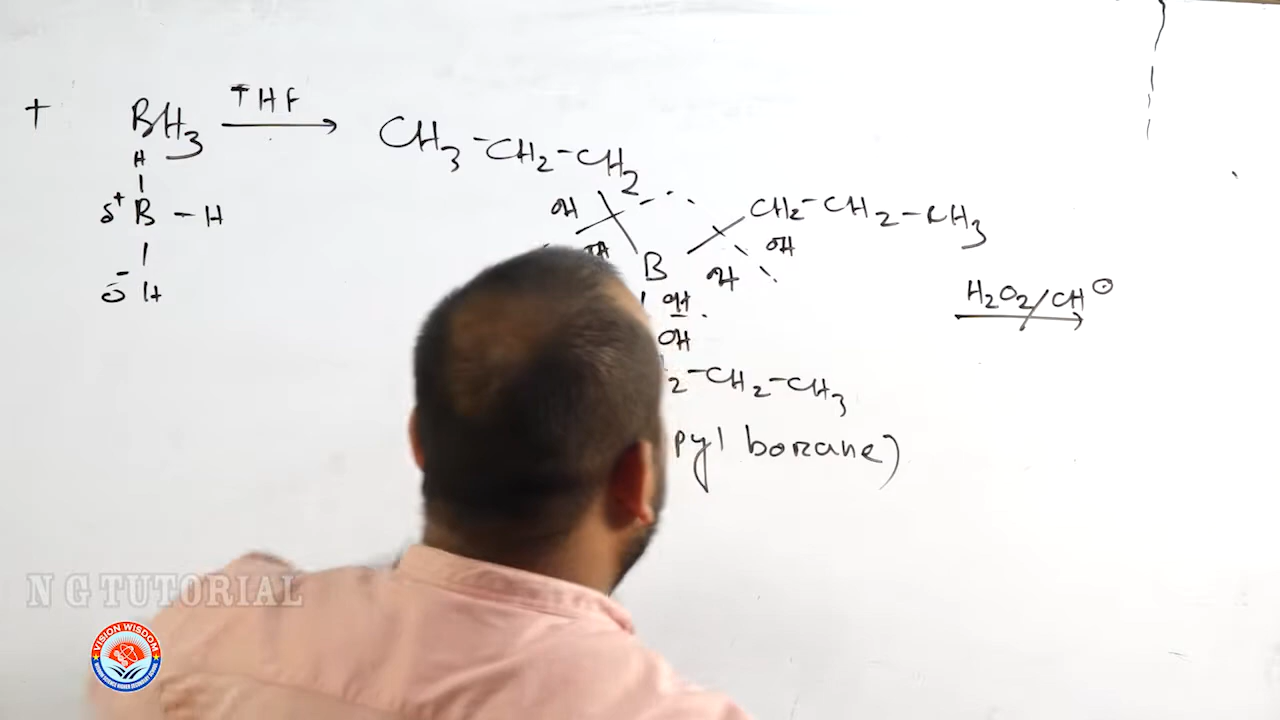 + BH3 THF CH3-CH2-CH2
H
δ+ B - H
δ- H
OH OH B CH2-CH2-CH3
OH OH
OH
OH
H2O2/OH⊖
2-CH2-CH3
pyl borane)
N G TUTORIAL
VISION WISDOM